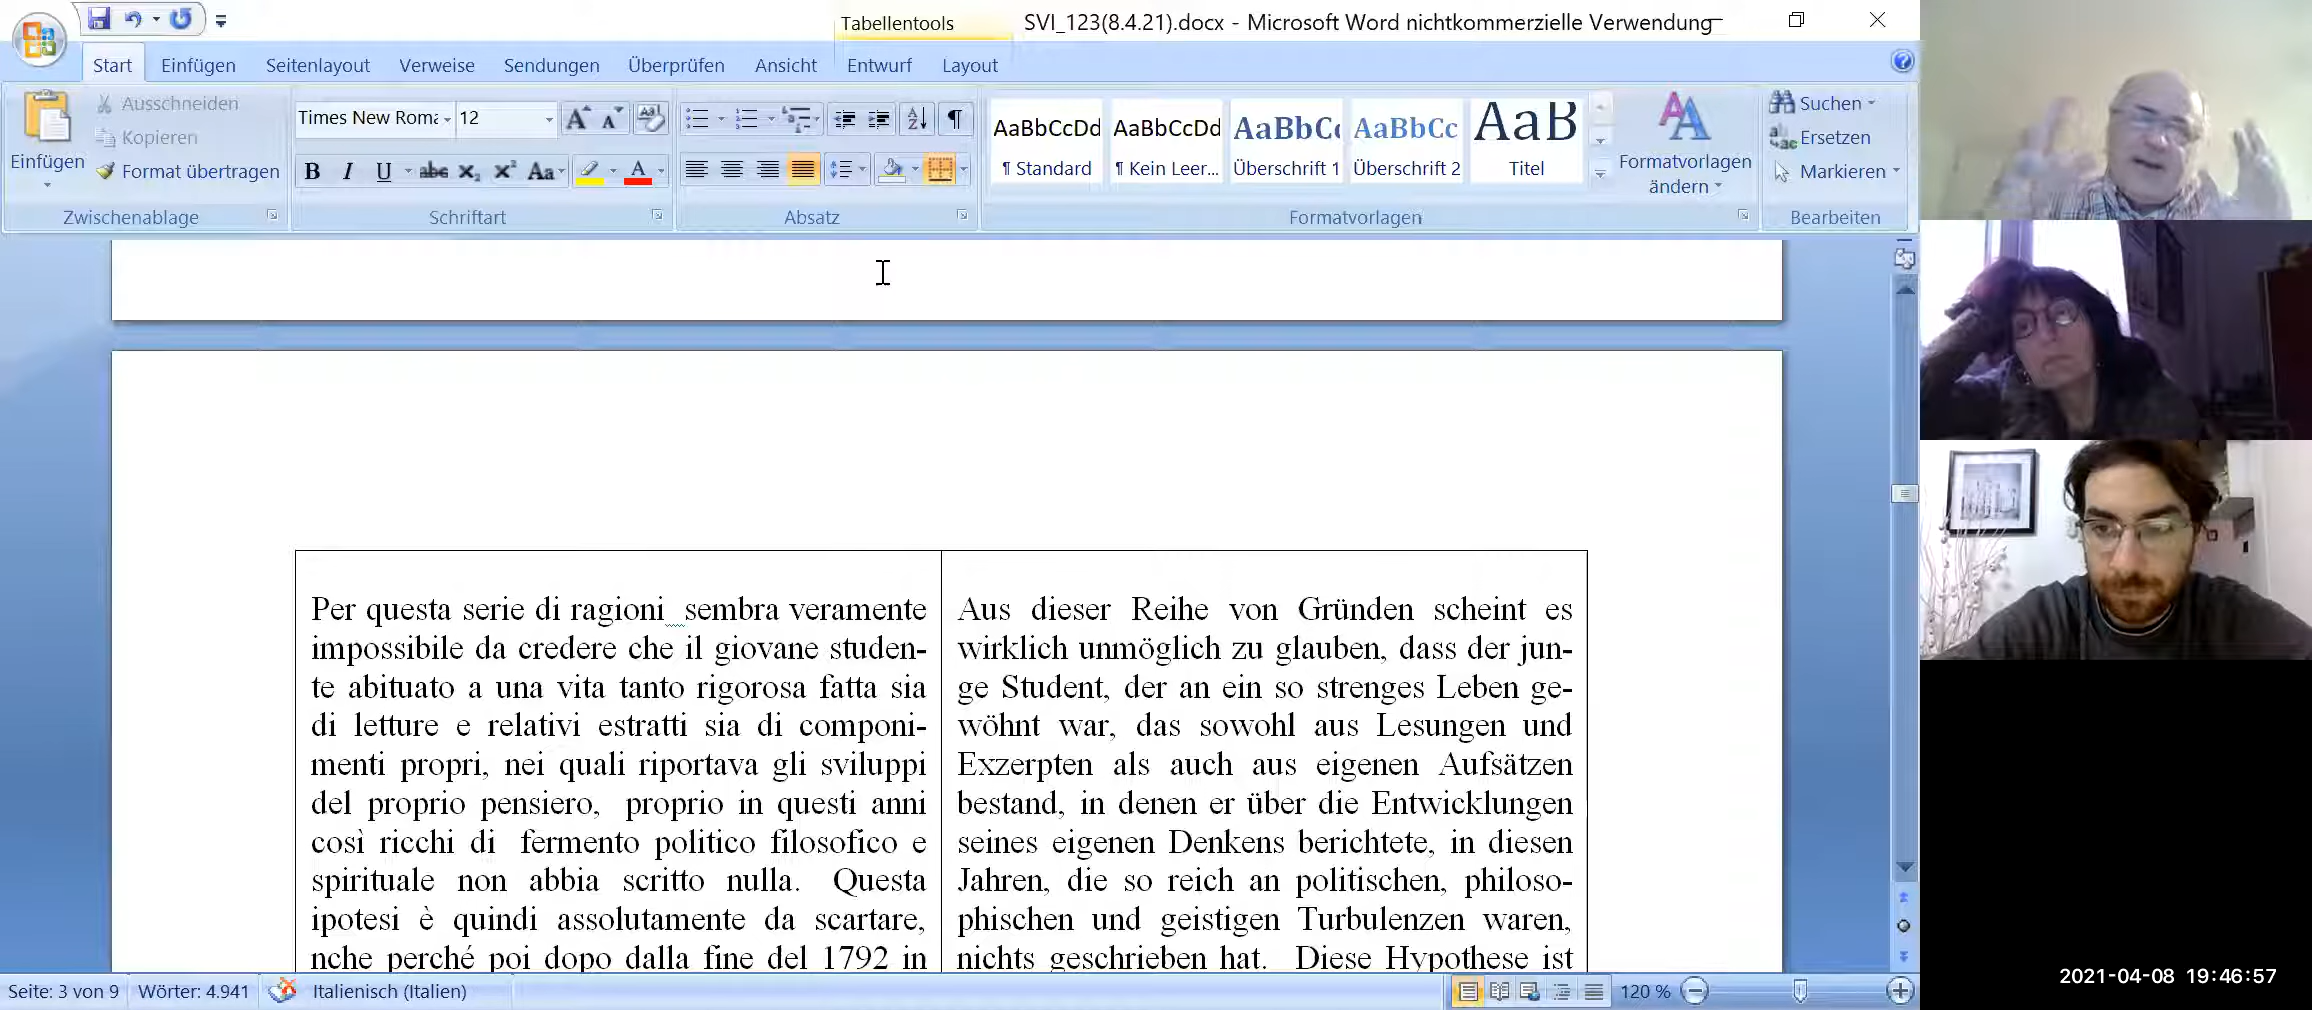 Tabellentools
SVI_123(8.4.21).docx - Microsoft Word nichtkommerzielle Verwendung
Start Einfügen Seitenlayout Verweise Sendungen Überprüfen Ansicht Entwurf Layout
Einfügen
Ausschneiden
Kopieren
Format übertragen
Zwischenablage
Times New Roma 12
Schriftart
Absatz
AaBbCcDd AaBbCcDd AaBbC AaBbCc AaB
¶ Standard ¶ Kein Leer... Überschrift 1 Überschrift 2 Titel
Formatvorlagen
ändern
Formatvorlagen
Suchen
Ersetzen
Markieren
Bearbeiten
Per questa serie di ragioni sembra veramente
impossibile da credere che il giovane studen-
te abituato a una vita tanto rigorosa fatta sia
di letture e relativi estratti sia di componi-
menti propri, nei quali riportava gli sviluppi
del proprio pensiero, proprio in questi anni
così ricchi di fermento politico filosofico e
spirituale non abbia scritto nulla. Questa
ipotesi è quindi assolutamente da scartare,
nche perché poi dopo dalla fine del 1792 in
Aus dieser Reihe von Gründen scheint es
wirklich unmöglich zu glauben, dass der jun-
ge Student, der an ein so strenges Leben ge-
wöhnt war, das sowohl aus Lesungen und
Exzerpten als auch aus eigenen Aufsätzen
bestand, in denen er über die Entwicklungen
seines eigenen Denkens berichtete, in diesen
Jahren, die so reich an politischen, philoso-
phischen und geistigen Turbulenzen waren,
nichts geschrieben hat. Diese Hypothese ist
Seite: 3 von 9 Wörter: 4.941 Italienisch (Italien) 120 %
2021-04-08 19:46:57